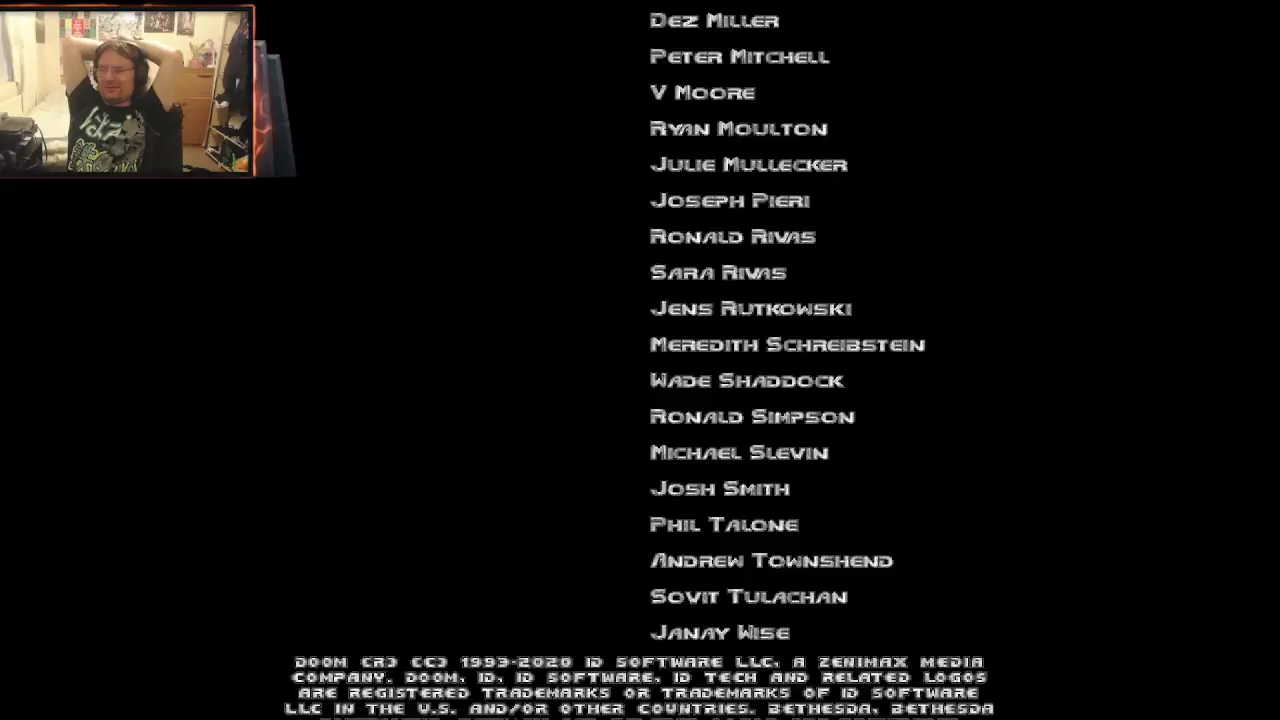 Dez Miller
Peter Mitchell
V Moore
Ryan Moulton
Julie Mullecker
Joseph Pieri
Ronald Rivas
Sara Rivas
Jens Rutkowski
Meredith Schreibstein
Wade Shaddock
Ronald Simpson
Michael Slevin
Josh Smith
Phil Talone
Andrew Townshend
Sovit Tulachan
Janay Wise
DOOM (R) (C) 1993-2020 ID SOFTWARE LLC, A ZENIMAX MEDIA
COMPANY. DOOM, ID, ID SOFTWARE, ID TECH AND RELATED LOGOS
ARE REGISTERED TRADEMARKS OR TRADEMARKS OF ID SOFTWARE
LLC IN THE U.S. AND/OR OTHER COUNTRIES. BETHESDA, BETHESDA